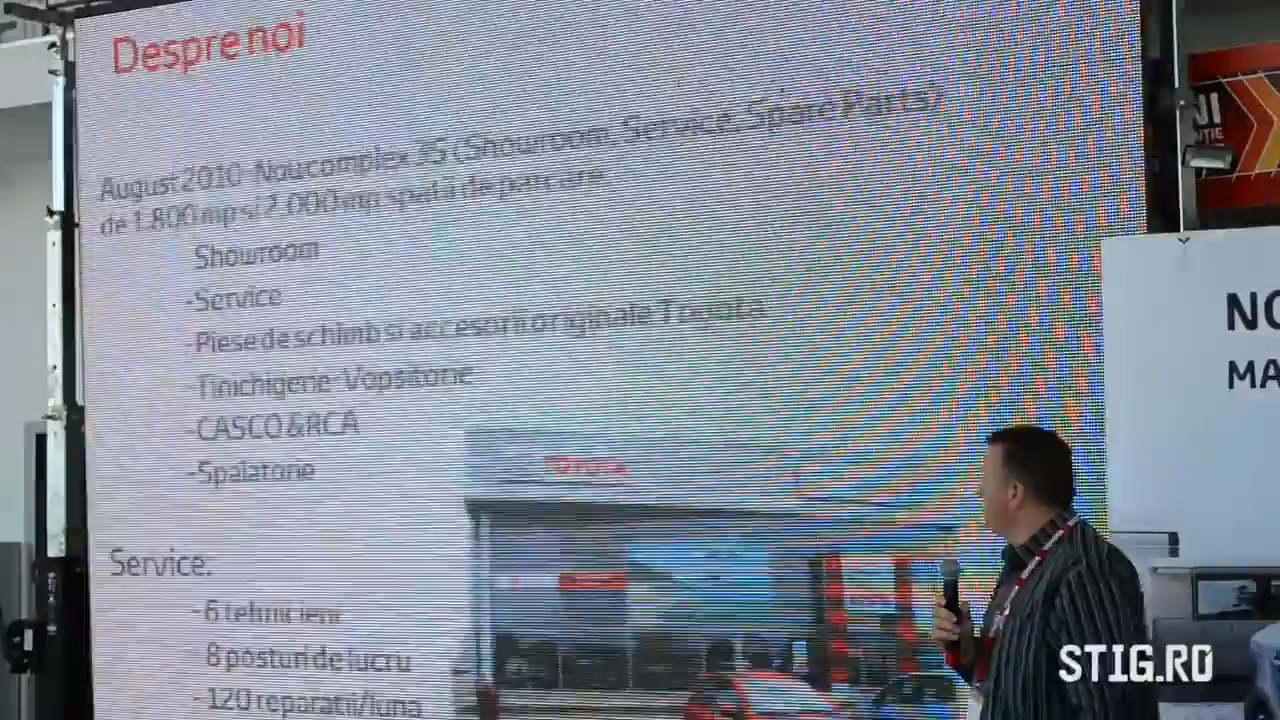 Despre noi
August 2010 Nou complex 3S (Showroom, Service, Spare Parts)
de 1.800 mp si 2.000 mp spatii de parcare
Showroom
-Service
-Piese de schimb si accesorii originale Toyota
-Tinichigerie-Vopsitorie
-CASCO & RCA
-Spalatorie
TOYOTA
Service:
-6 tehnicieni
8 posturi de lucru
-120 reparatii/luna
NI
NO
MA
STIG.RO